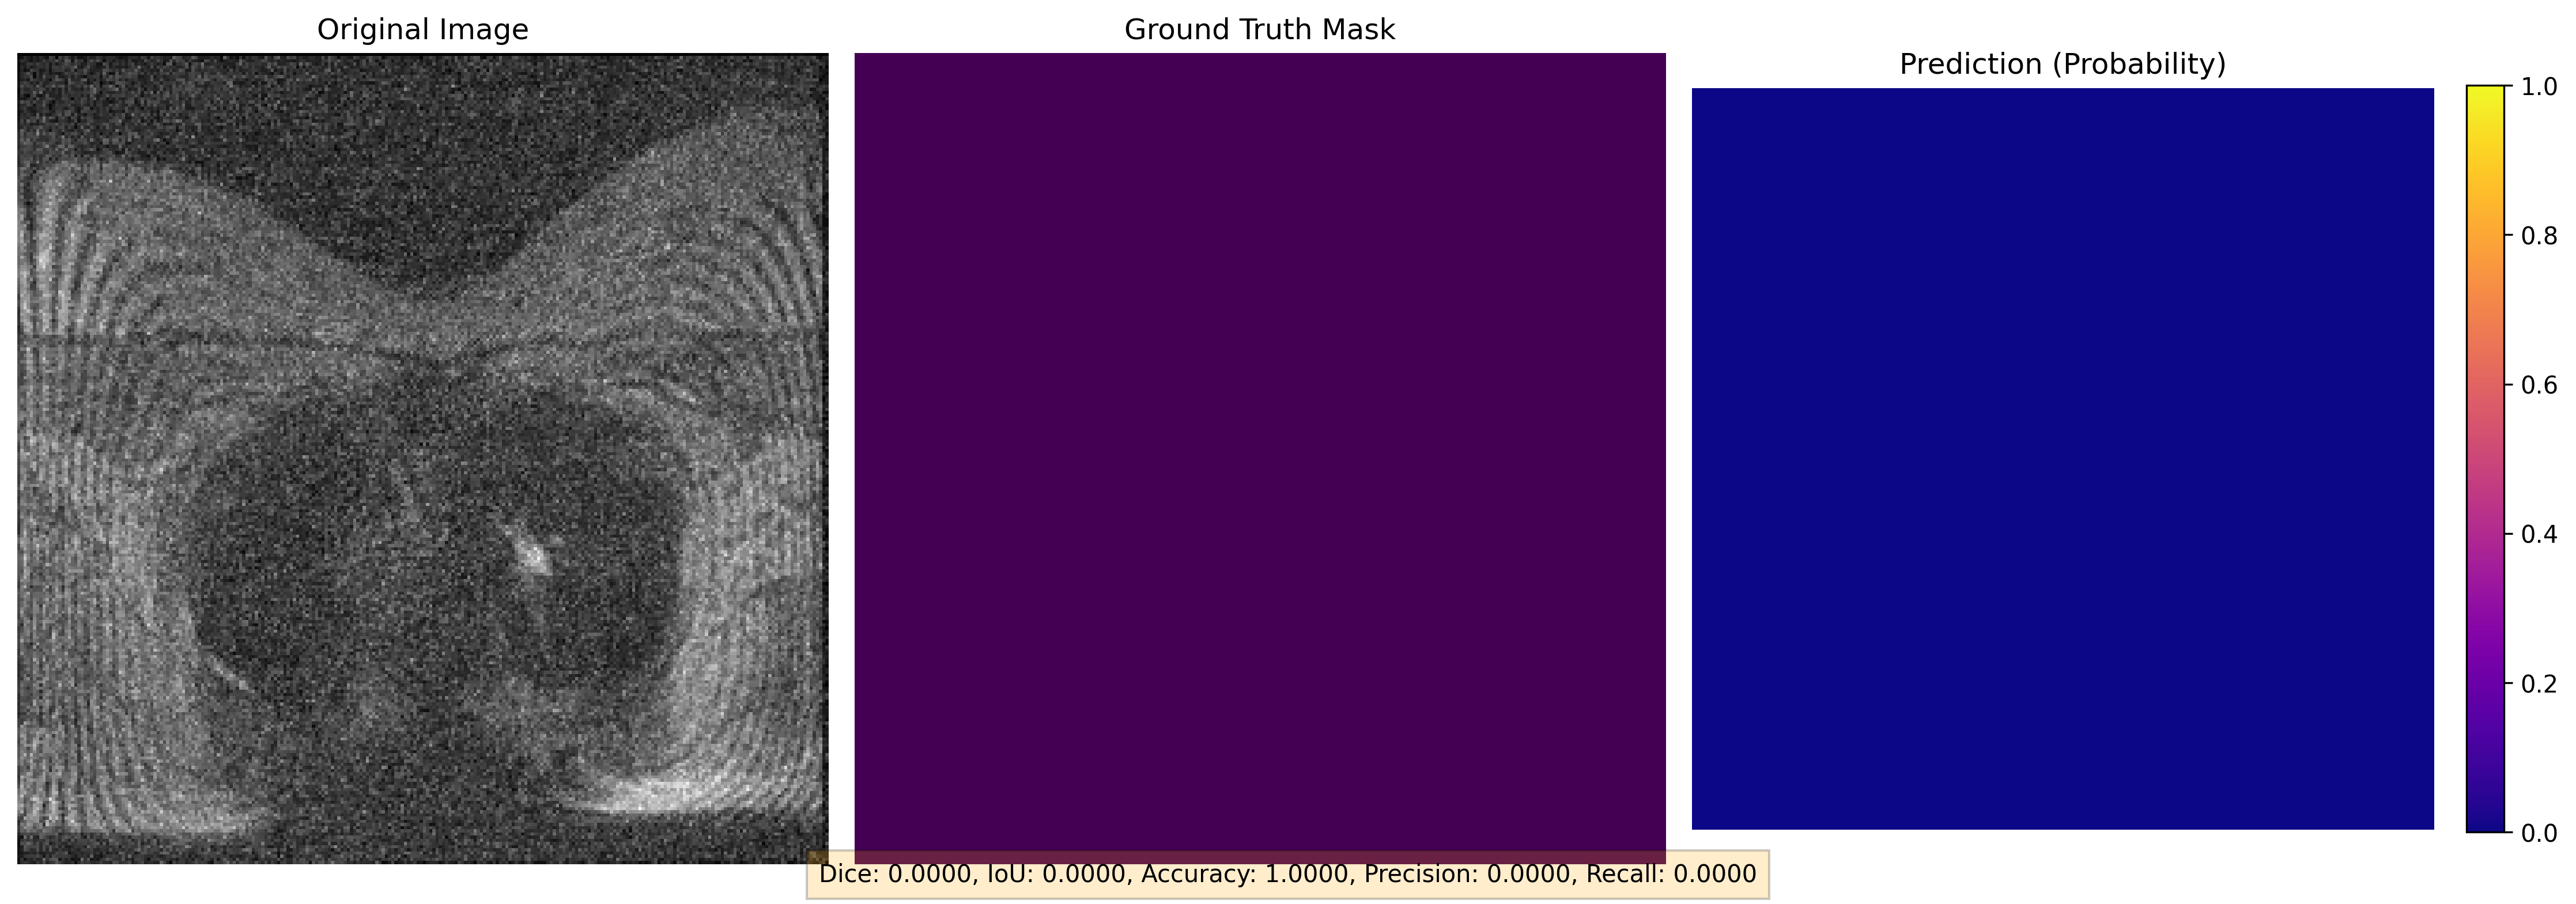 Original Image
Ground Truth Mask
Prediction (Probability)
1.0
0.8
0.6
0.4
0.2
0.0
Dice: 0.0000, IoU: 0.0000, Accuracy: 1.0000, Precision: 0.0000, Recall: 0.0000